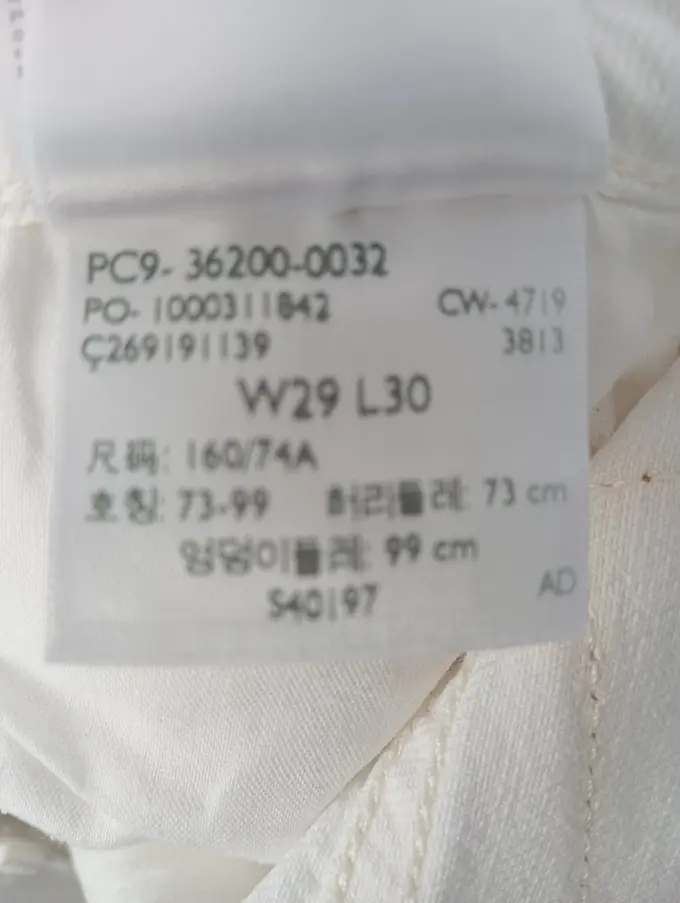 PC9- 36200-0032
PO- 1000311842 CW- 4719
Ç269191139 3813
W29 L30
尺码: 160/74A
호칭: 73-99 허리둘레: 73 cm
엉덩이둘레: 99 cm
S40197 AD